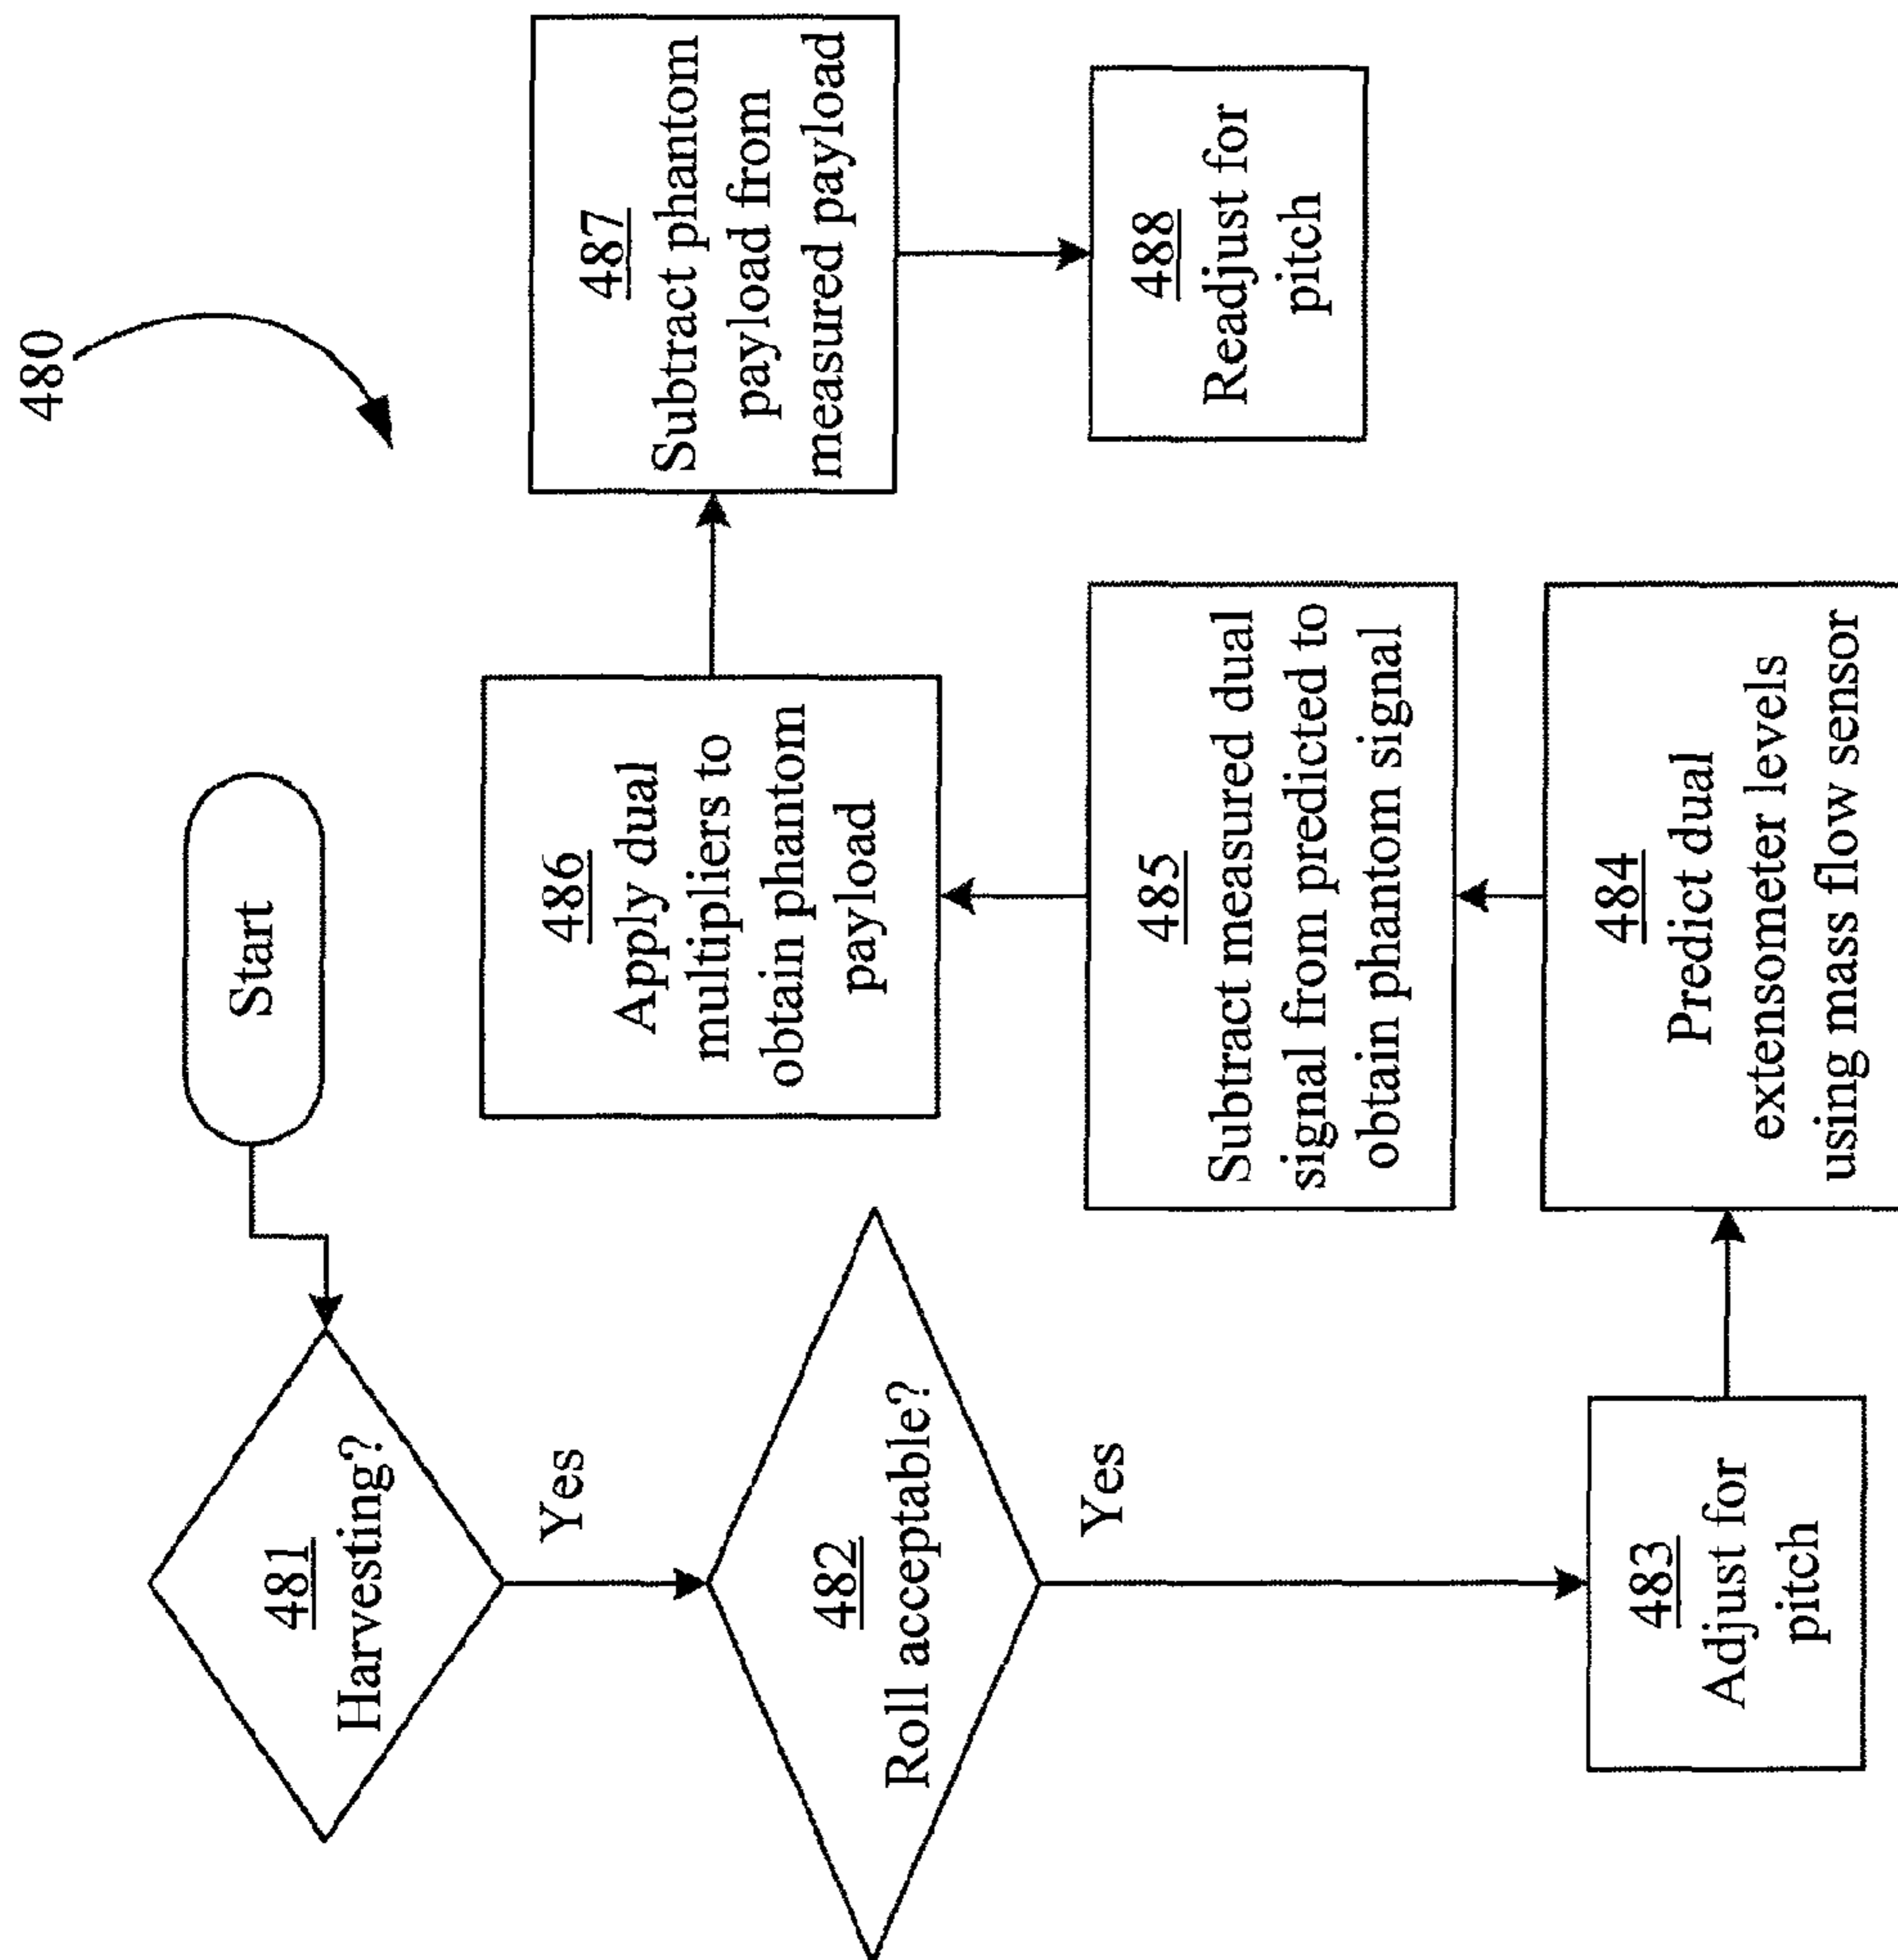 480
Start
481
Harvesting?
Yes
482
Roll acceptable?
Yes
483
Adjust for
pitch
484
Predict dual
extensometer levels
using mass flow sensor
485
Subtract measured dual
signal from predicted to
obtain phantom signal
486
Apply dual
multipliers to
obtain phantom
payload
487
Subtract phantom
payload from
measured payload
488
Readjust for
pitch